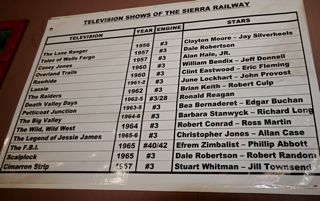 Jones
TELEVISION SHOWS OF THE SIERRA RAILWAY
TELEVISION SHOW YEAR ENGINE STARS
The Lone Ranger 1956 #3 Clayton Moore – Jay Silverheels
Tales of Wells Fargo 1957 #3 Dale Robertson
Casey Jones 1957 #3 Alan Hale, JR.
Overland Trails 1960 #3 William Bendix – Jeff Donnell
Rawhide 1960 #3 Clint Eastwood – Eric Fleming
Lassie 1961-2 #3 June Lockhart – John Provost
The Raiders 1962 #3 Brian Keith – Robert Culp
Death Valley Days 1962-5 #3/28 Ronald Reagan
Petticoat Junction 1963-6 #3 Bea Bernaderet – Edgar Buchan
The Big Valley 1964-6 #3 Barbara Stanwyck – Richard Long
The Wild, Wild West 1964 #3 Robert Conrad – Ross Martin
The Legend of Jessie James 1965-6 #3 Christopher Jones – Allan Case
The F.B.I. 1965 #40/42 Efrem Zimbalist – Phillip Abbott
Scalplock 1965 #3 Dale Robertson – Robert Random
Cimarron Strip #3 Stuart Whitman – Jill Townsend